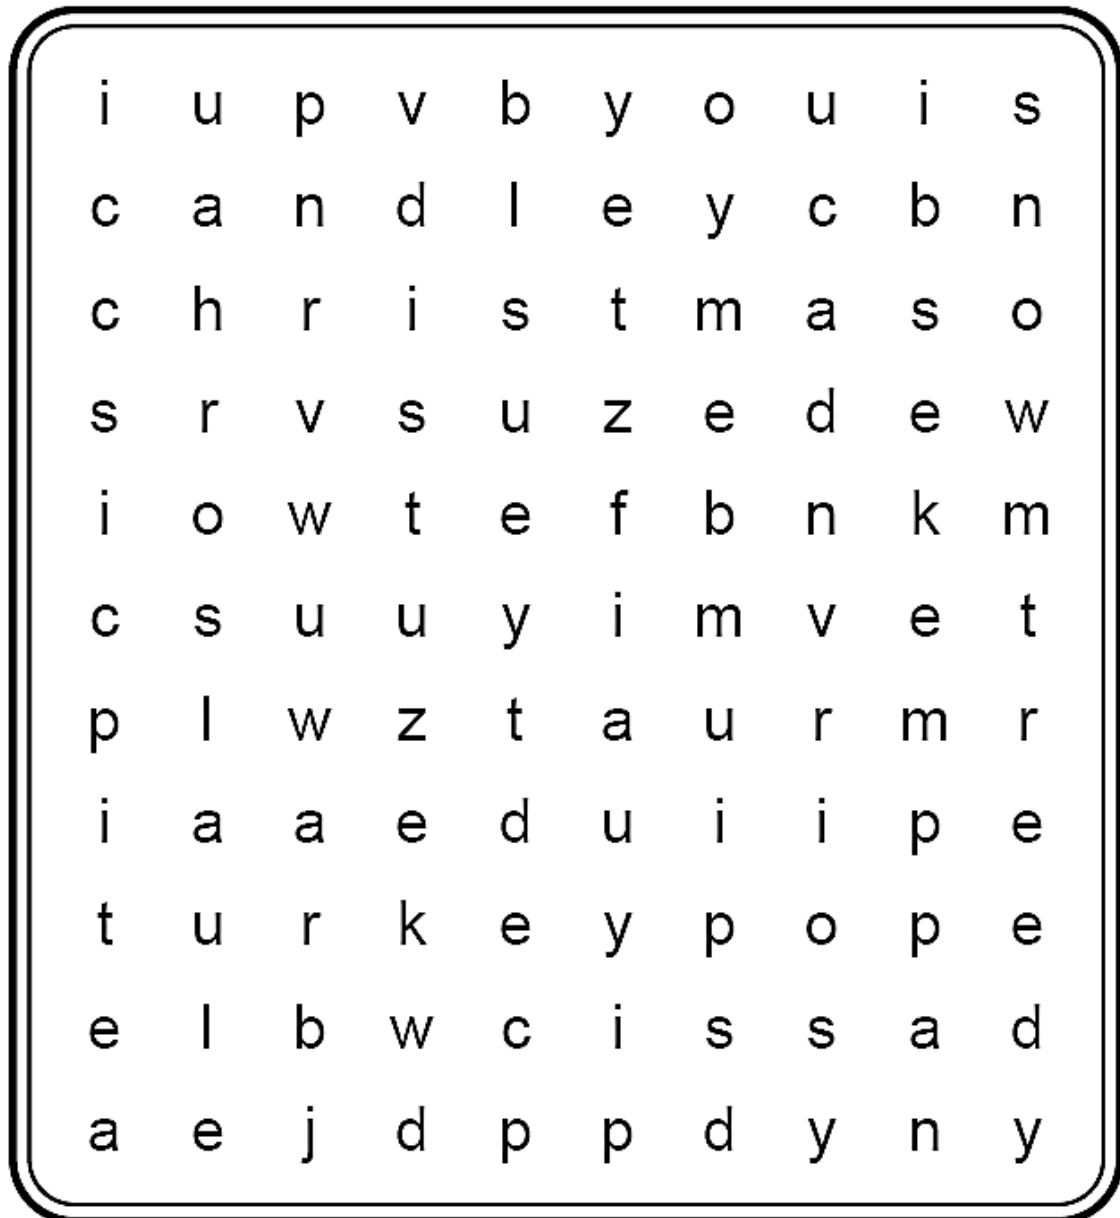 i u p v b y o u i s
c a n d l e y c b n
c h r i s t m a s o
s r v s u z e d e w
i o w t e f b n k m
c s u u y i m v e t
p l w z t a u r m r
i a a e d u i i p e
t u r k e y p o p e
e l b w c i s s a d
a e j d p p d y n y